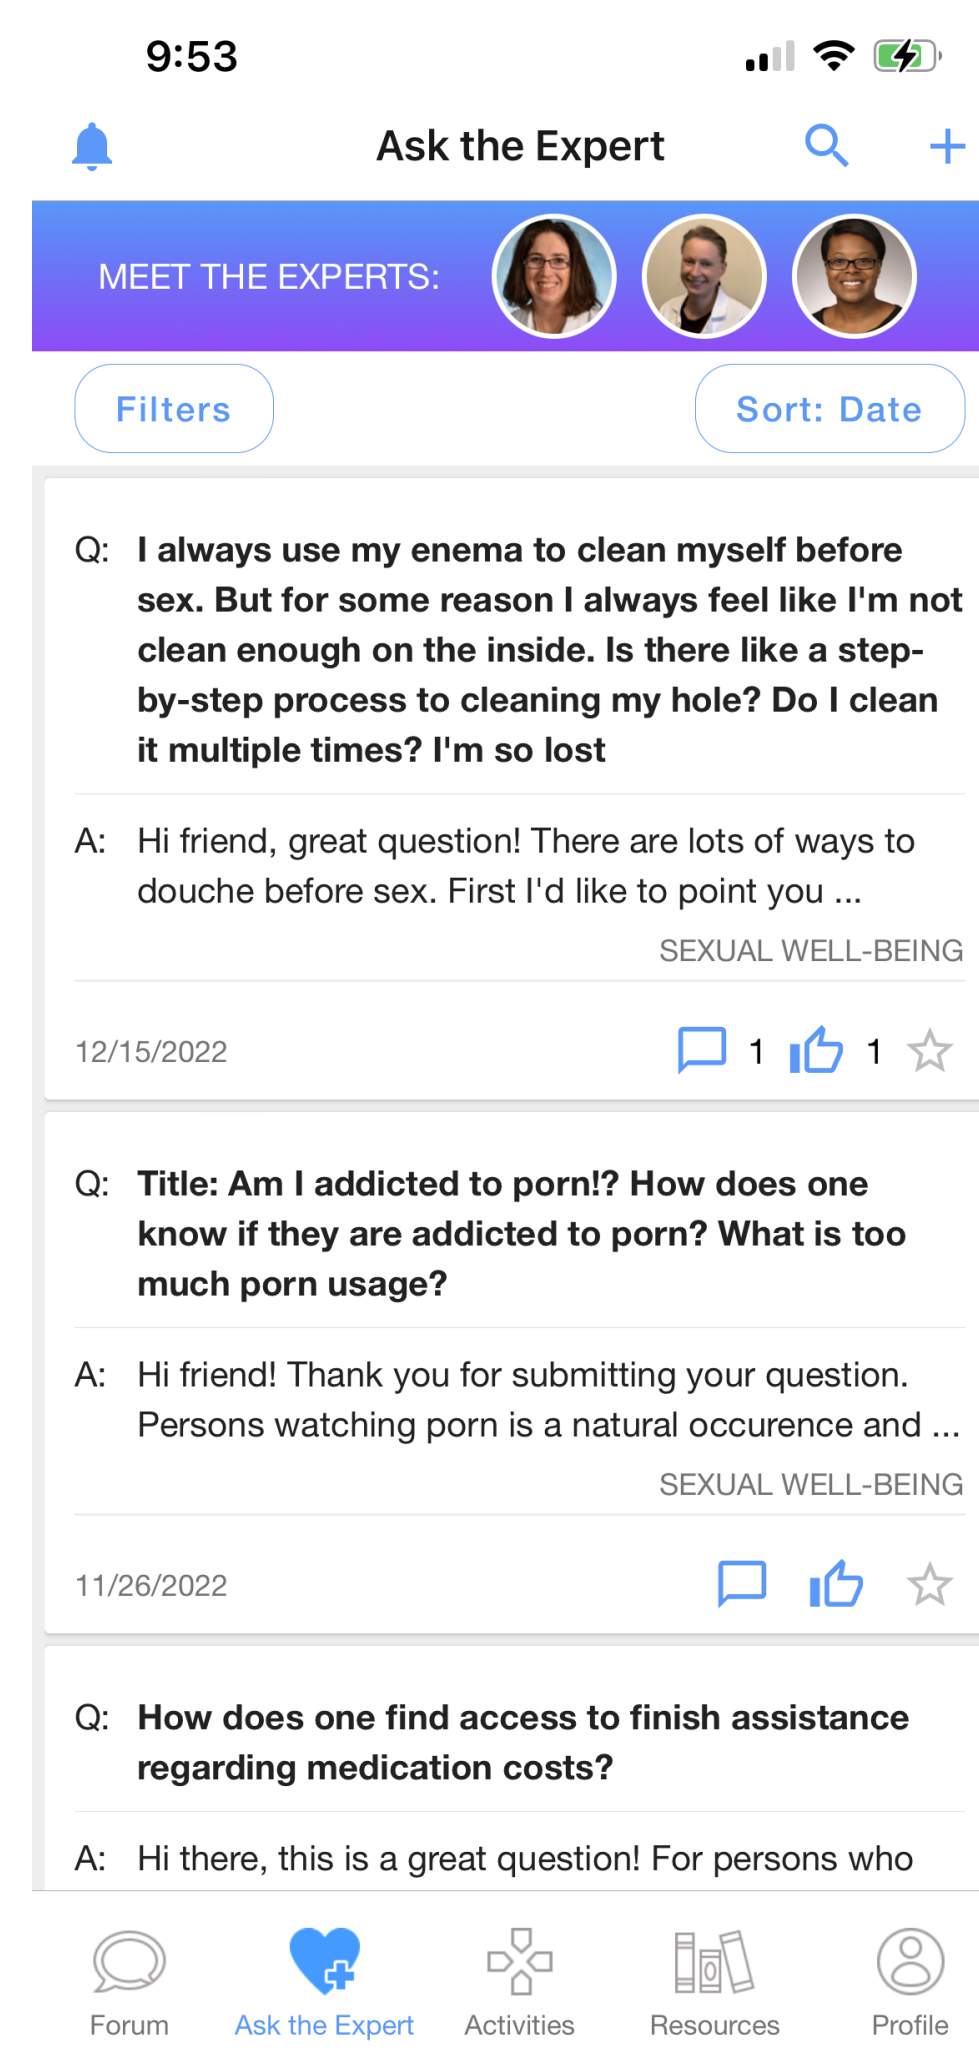 9:53
Ask the Expert
MEET THE EXPERTS:
Filters
Sort: Date
Q: I always use my enema to clean myself before
sex. But for some reason I always feel like I'm not
clean enough on the inside. Is there like a step-
by-step process to cleaning my hole? Do I clean
it multiple times? I'm so lost
A: Hi friend, great question! There are lots of ways to
douche before sex. First I'd like to point you ...
SEXUAL WELL-BEING
12/15/2022 1 1
Q: Title: Am I addicted to porn!? How does one
know if they are addicted to porn? What is too
much porn usage?
A: Hi friend! Thank you for submitting your question.
Persons watching porn is a natural occurence and ...
SEXUAL WELL-BEING
11/26/2022
Q: How does one find access to finish assistance
regarding medication costs?
A: Hi there, this is a great question! For persons who
Forum
Ask the Expert
Activities
Resources
Profile